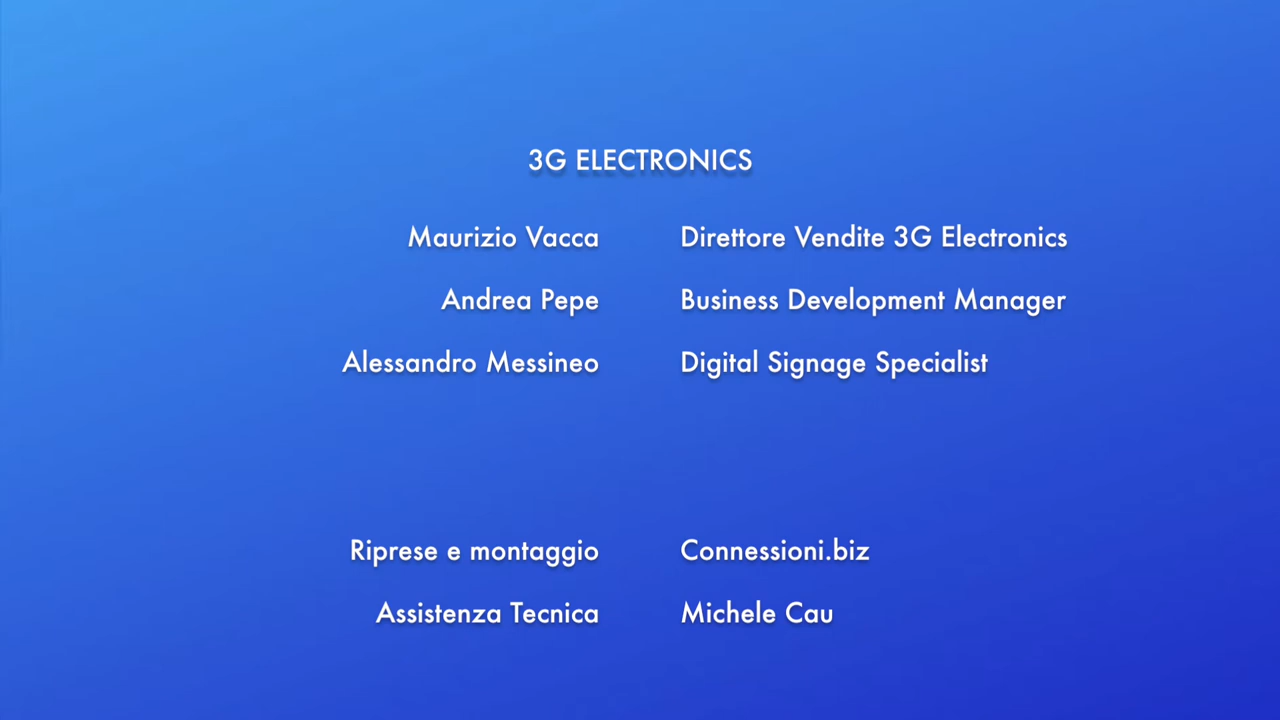 3G ELECTRONICS
Maurizio Vacca Direttore Vendite 3G Electronics
Andrea Pepe Business Development Manager
Alessandro Messineo Digital Signage Specialist
Riprese e montaggio Connessioni.biz
Assistenza Tecnica Michele Cau